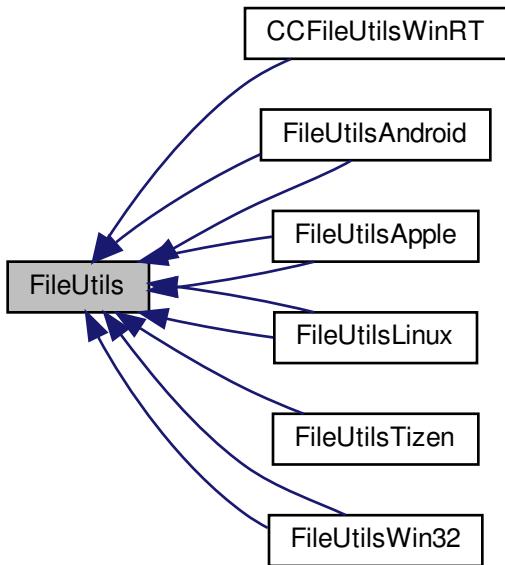 CCFileUtilsWinRT
FileUtilsAndroid
FileUtilsApple
FileUtils
FileUtilsLinux
FileUtilsTizen
FileUtilsWin32